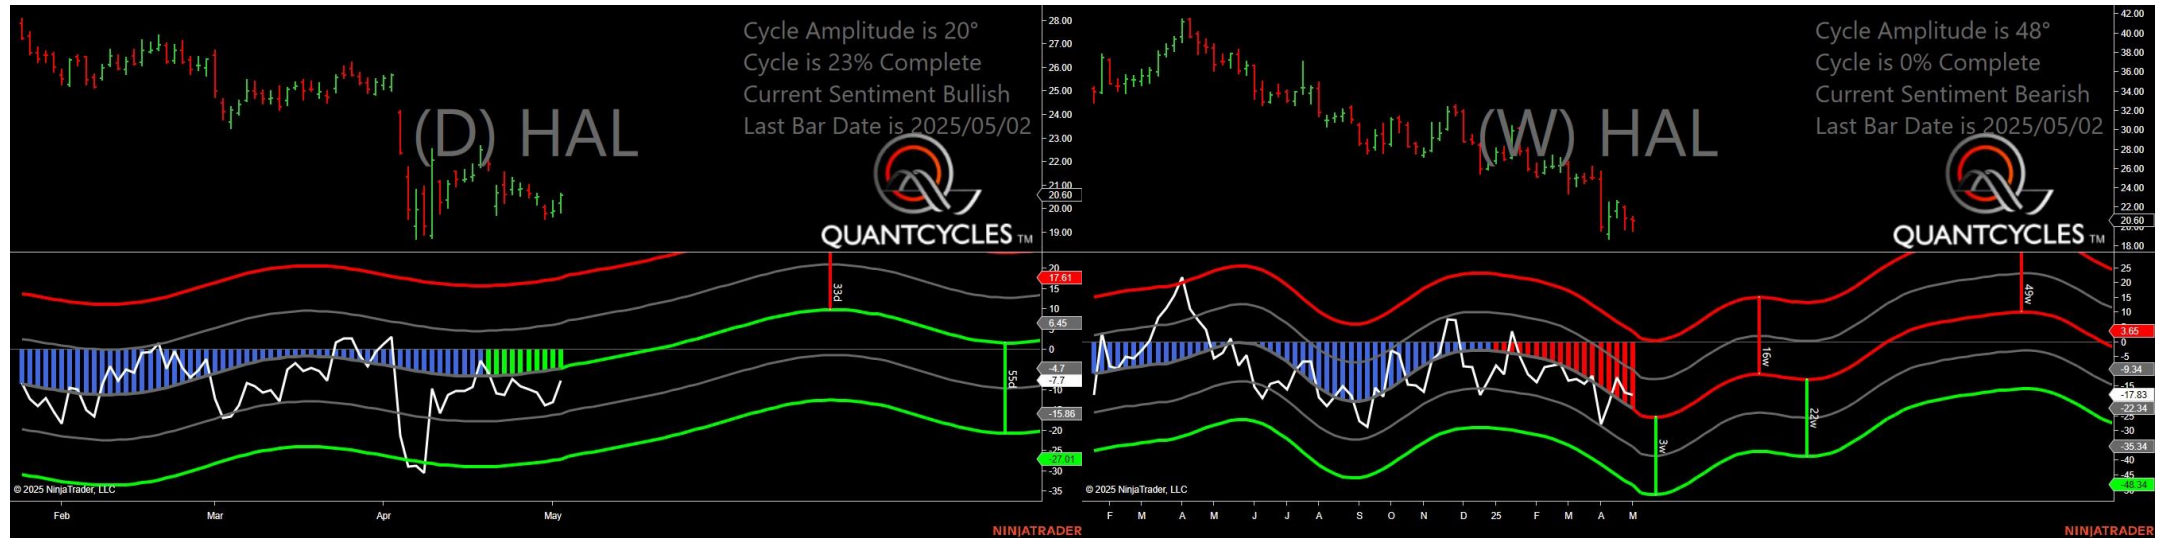 Cycle Amplitude is 20°
Cycle is 23% Complete
Current Sentiment Bullish
Last Bar Date is 2025/05/02
(D) HAL
QUANTCYCLES TM
28.00
27.00
26.00
25.00
24.00
23.00
22.00
21.00
20.60
20.00
19.00
20
17.61
15
10
6.45
0
-4.7
-7.7
-10
-15.86
-20
-27.01
-30
-35
33d
55d
© 2025 NinjaTrader, LLC
Feb Mar Apr May
NINJATRADER
Cycle Amplitude is 48°
Cycle is 0% Complete
Current Sentiment Bearish
Last Bar Date is 2025/05/02
(W) HAL
QUANTCYCLES TM
42.00
40.00
38.00
36.00
34.00
32.00
30.00
28.00
26.00
24.00
22.00
20.60
18.00
25
20
15
10
3.65
0
-5
-9.34
-15
-17.83
-22.34
-25
-30
-35.34
-40
-45
-48.34
3w
16w
22w
49w
© 2025 NinjaTrader, LLC
F M A M J J A S O N D 25 F M A M
NINJATRADER